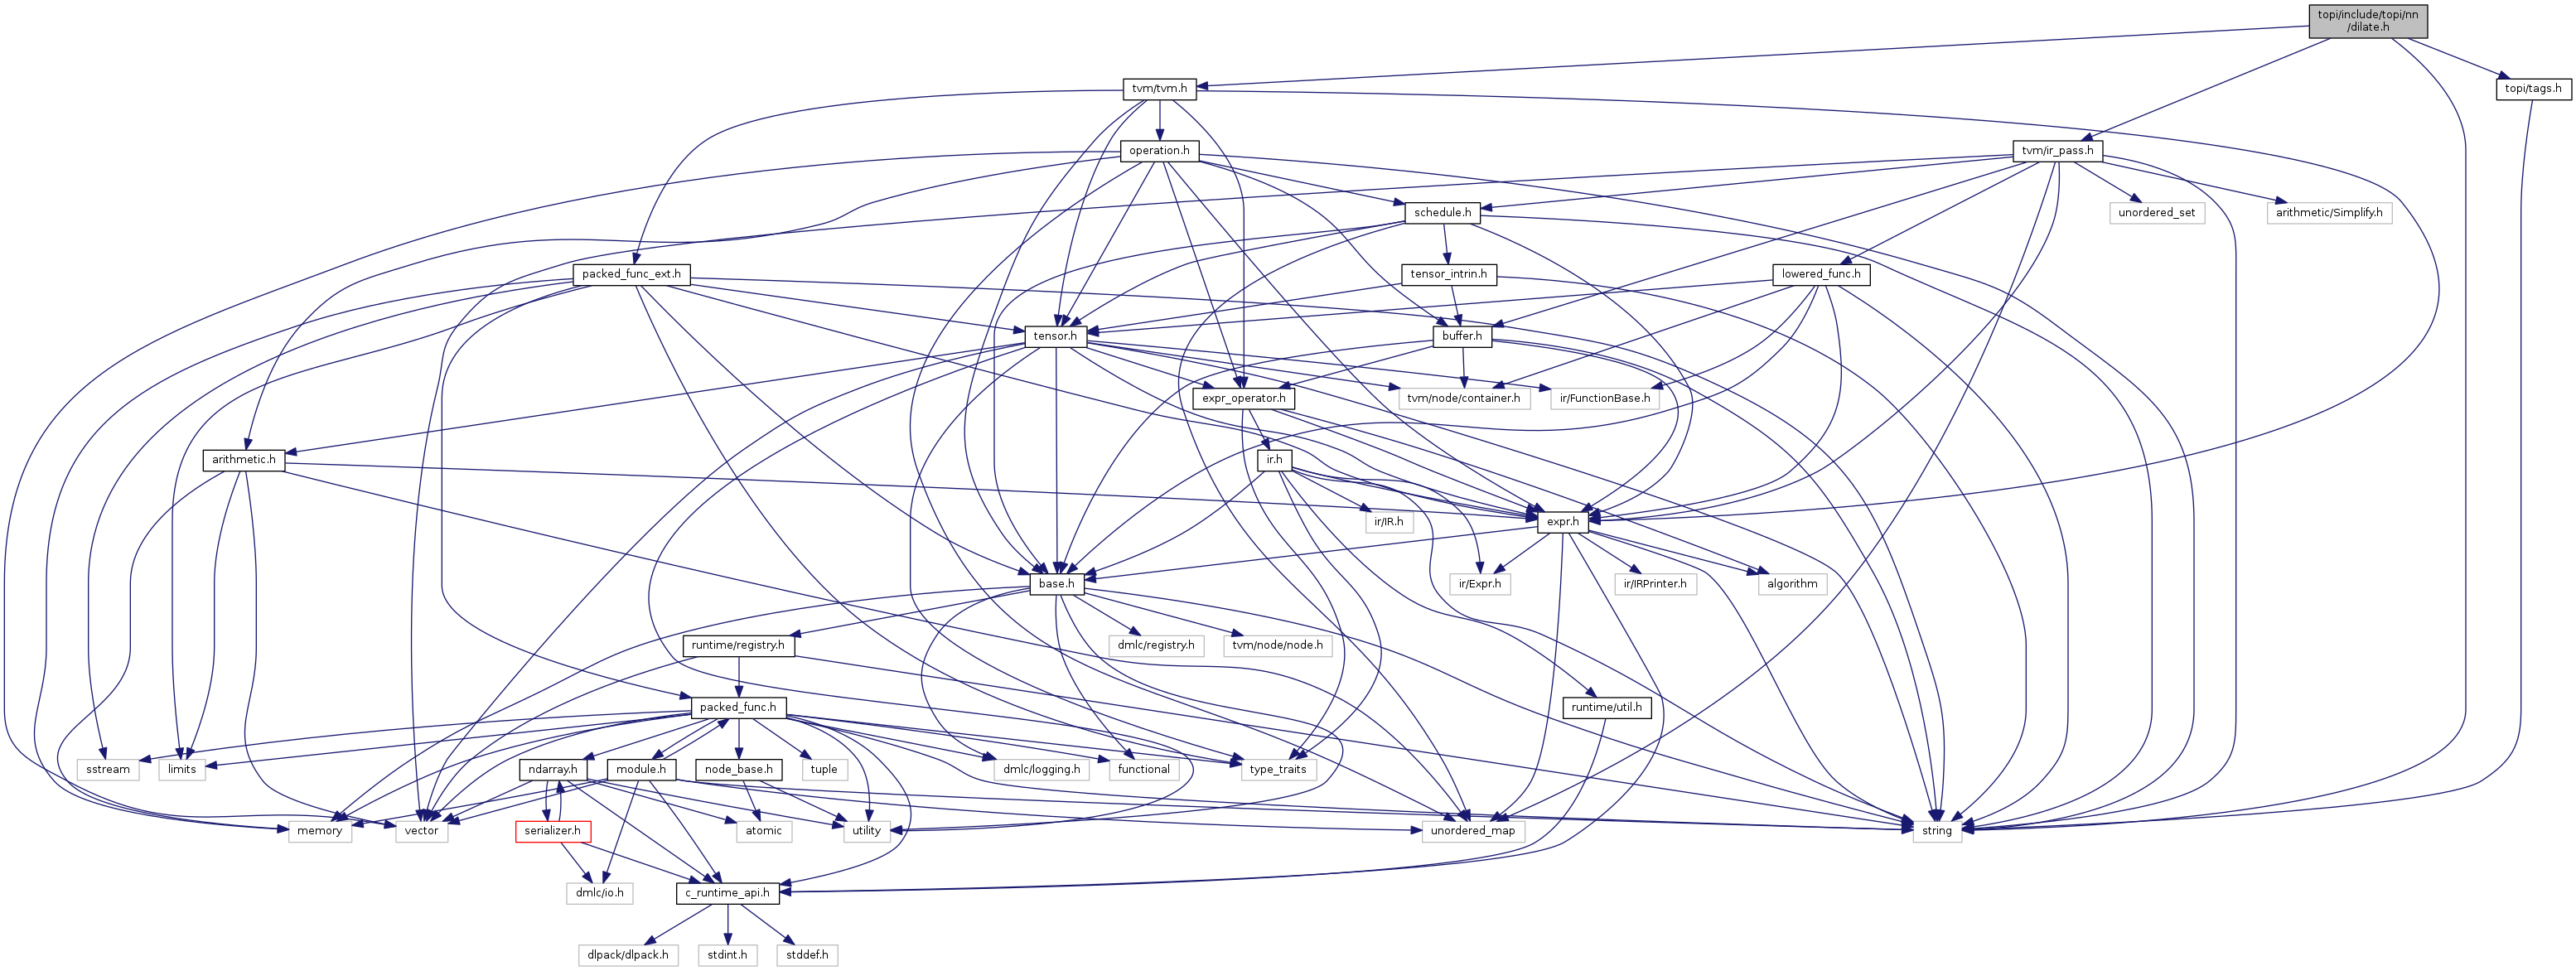 topi/include/topi/nn
/dilate.h
tvm/tvm.h
topi/tags.h
operation.h
tvm/ir_pass.h
schedule.h
unordered_set
arithmetic/Simplify.h
packed_func_ext.h
tensor_intrin.h
lowered_func.h
tensor.h
buffer.h
expr_operator.h
tvm/node/container.h
ir/FunctionBase.h
arithmetic.h
ir.h
ir/IR.h
expr.h
base.h
ir/Expr.h
ir/IRPrinter.h
algorithm
runtime/registry.h
dmlc/registry.h
tvm/node/node.h
packed_func.h
runtime/util.h
sstream
limits
ndarray.h
module.h
node_base.h
tuple
dmlc/logging.h
functional
type_traits
memory
vector
serializer.h
atomic
utility
unordered_map
string
dmlc/io.h
c_runtime_api.h
dlpack/dlpack.h
stdint.h
stddef.h